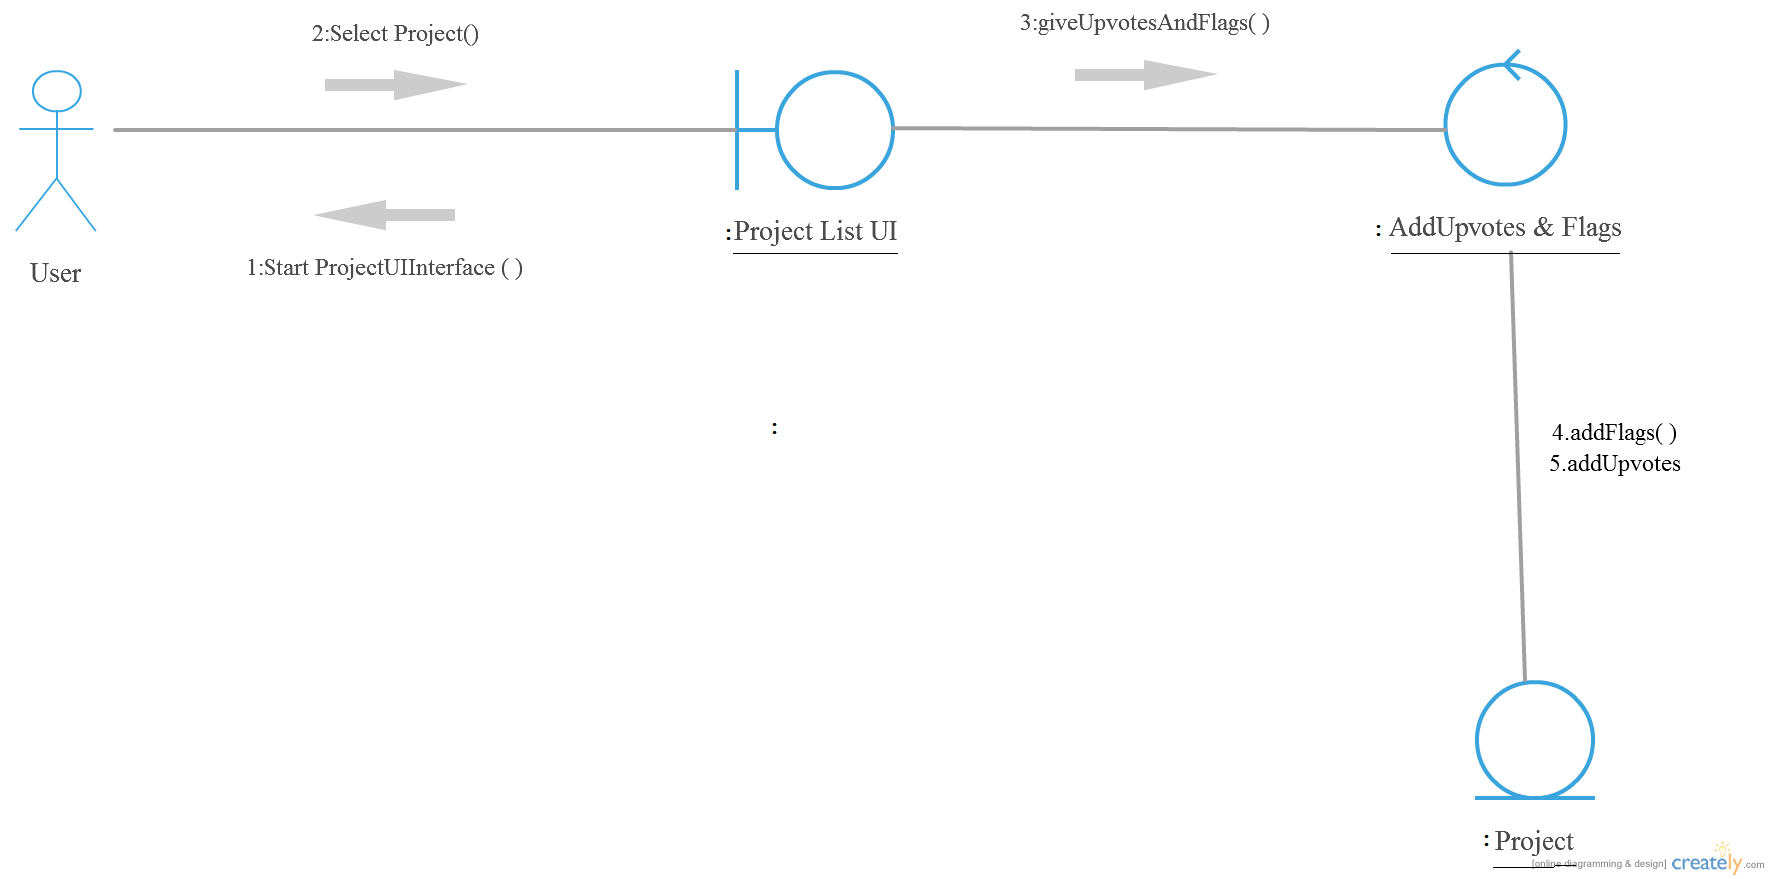 2:Select Project()
3:giveUpvotesAndFlags( )
:Project List UI
: AddUpvotes & Flags
User
1:Start ProjectUIInterface ( )
:
4.addFlags( )
5.addUpvotes
: Project
[online diagramming & design] creately.com